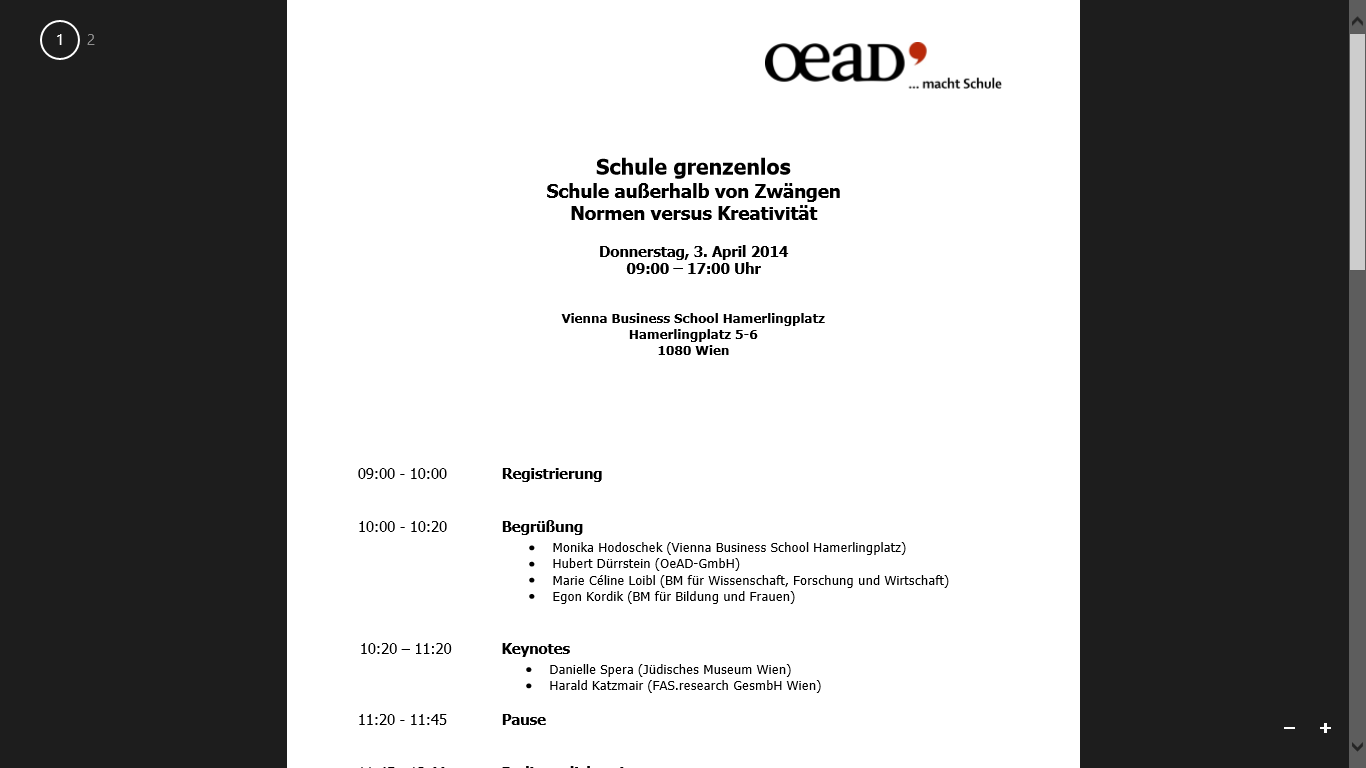 1 2
OeAD
... macht Schule
Schule grenzenlos
Schule außerhalb von Zwängen
Normen versus Kreativität
Donnerstag, 3. April 2014
09:00 – 17:00 Uhr
Vienna Business School Hamerlingplatz
Hamerlingplatz 5-6
1080 Wien
09:00 - 10:00 Registrierung
10:00 - 10:20 Begrüßung
• Monika Hodoschek (Vienna Business School Hamerlingplatz)
• Hubert Dürrstein (OeAD-GmbH)
• Marie Céline Loibl (BM für Wissenschaft, Forschung und Wirtschaft)
• Egon Kordik (BM für Bildung und Frauen)
10:20 – 11:20 Keynotes
• Danielle Spera (Jüdisches Museum Wien)
• Harald Katzmair (FAS.research GesmbH Wien)
11:20 - 11:45 Pause